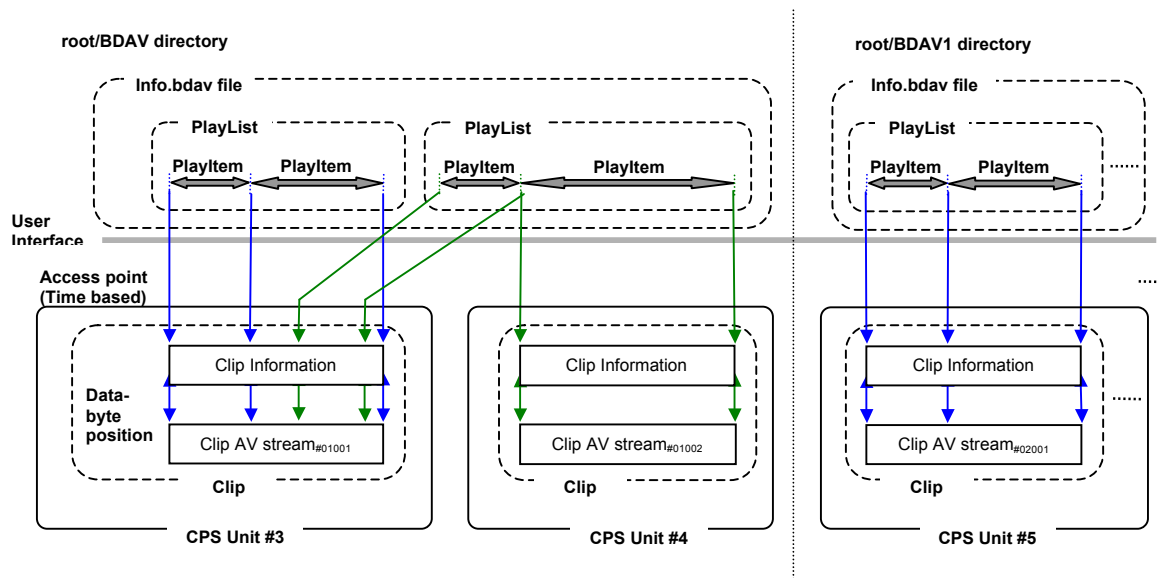 root/BDAV directory
root/BDAV1 directory
Info.bdav file
Info.bdav file
PlayList
PlayList
PlayList
PlayItem
PlayItem
PlayItem
PlayItem
PlayItem
PlayItem
......
User
Interface
Access point
(Time based)
....
Clip Information
Clip Information
Clip Information
Data-
byte
position
......
Clip AV stream#01001
Clip AV stream#01002
Clip AV stream#02001
Clip
Clip
Clip
CPS Unit #3
CPS Unit #4
CPS Unit #5